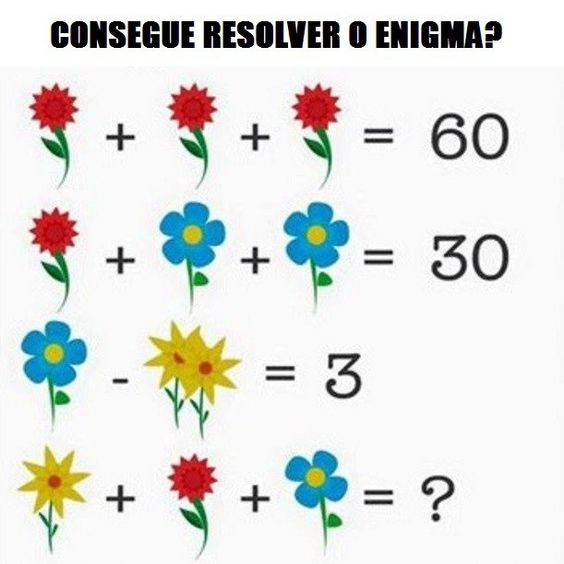 CONSEGUE RESOLVER O ENIGMA?
+ + = 60
+ + = 30
- = 3
+ + = ?